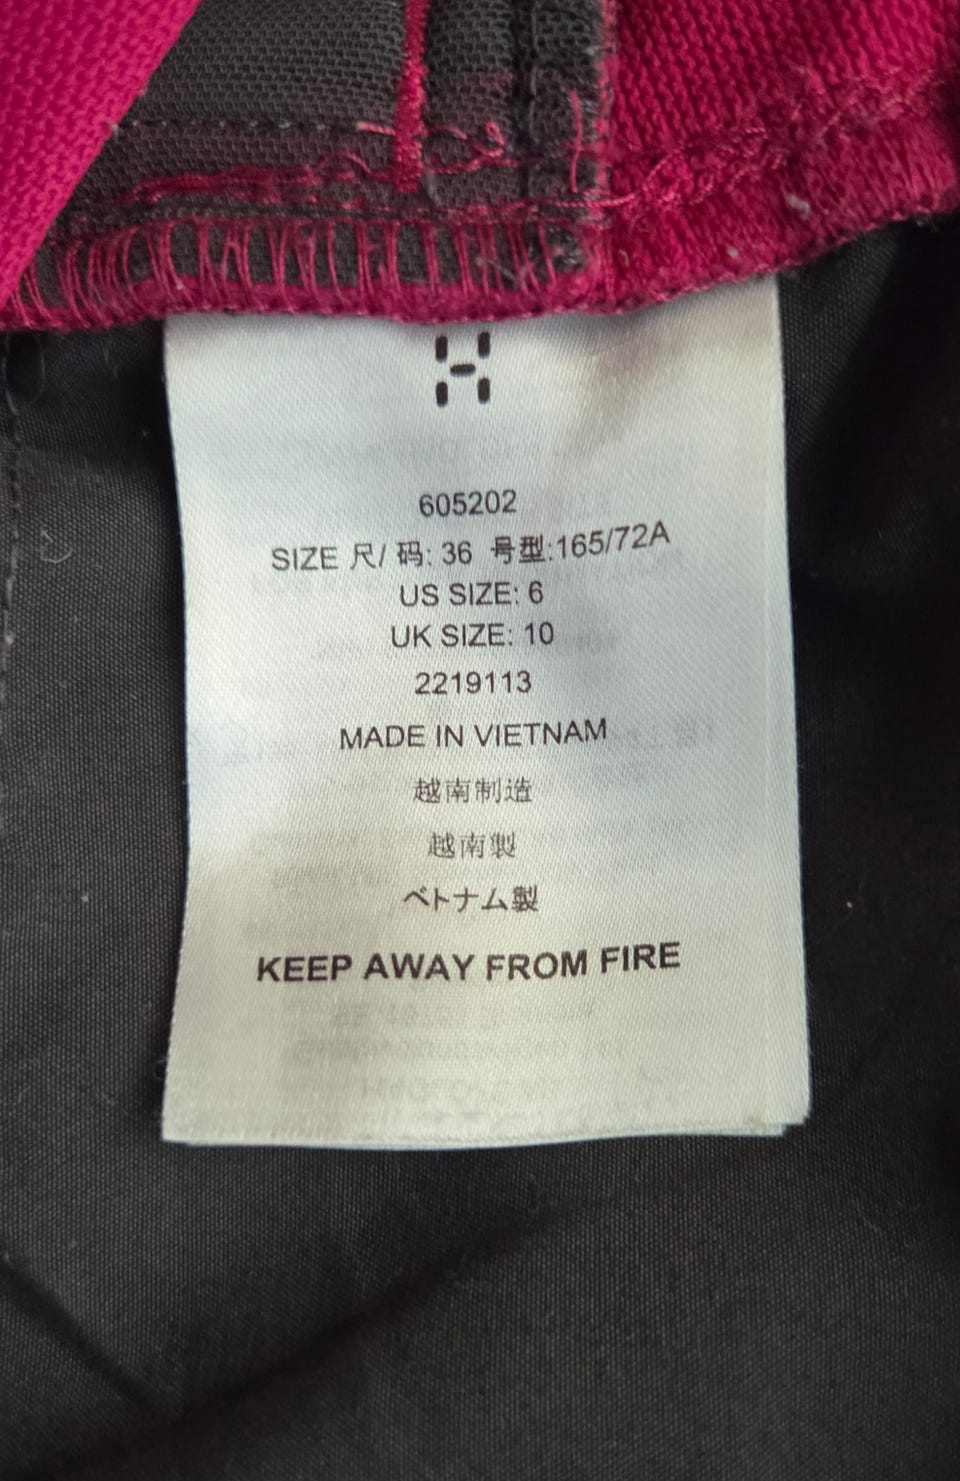 605202
SIZE 尺/ 码: 36 号型:165/72A
US SIZE: 6
UK SIZE: 10
2219113
MADE IN VIETNAM
越南制造
越南製
ベトナム製
KEEP AWAY FROM FIRE